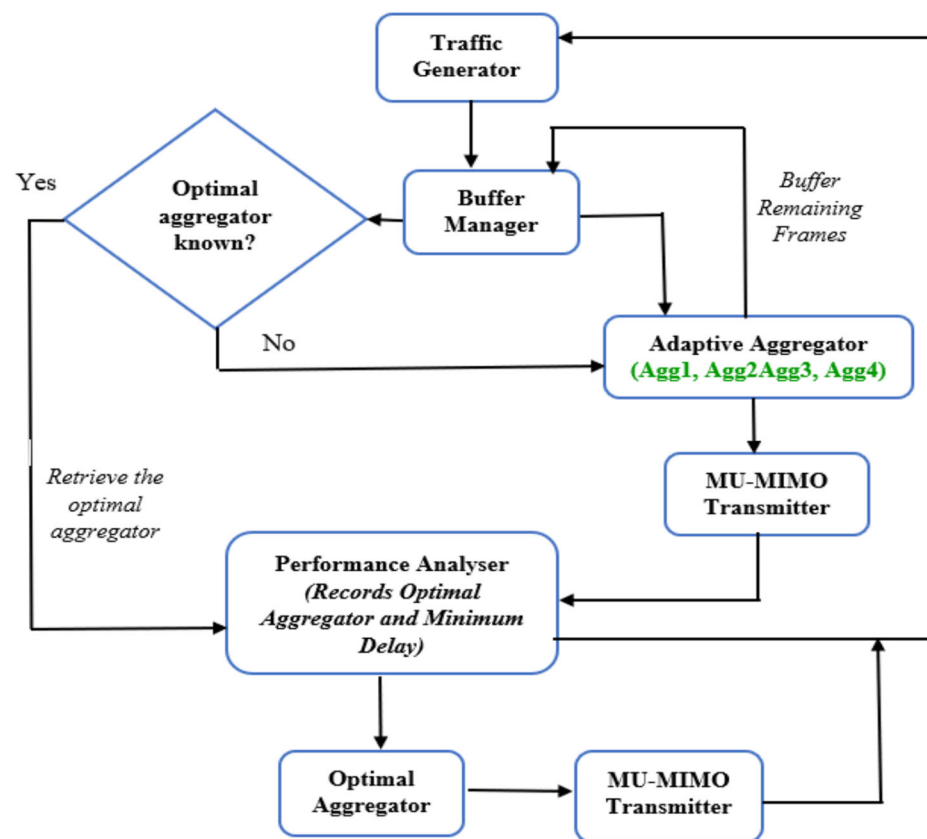 Traffic
Generator
Yes
Optimal
aggregator
known?
Buffer
Manager
Buffer
Remaining
Frames
No
Adaptive Aggregator
(Agg1, Agg2Agg3, Agg4)
Retrieve the
optimal
aggregator
MU-MIMO
Transmitter
Performance Analyser
(Records Optimal
Aggregator and Minimum
Delay)
Optimal
Aggregator
MU-MIMO
Transmitter